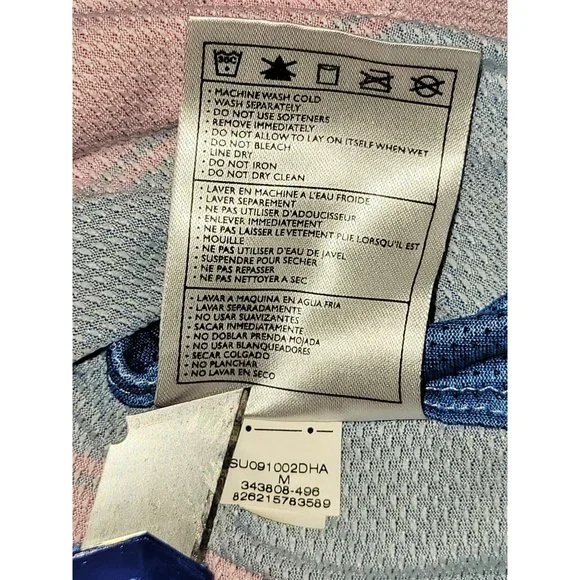 30C
• MACHINE WASH COLD
• WASH SEPARATELY
• DO NOT USE SOFTENERS
• REMOVE IMMEDIATELY
• DO NOT ALLOW TO LAY ON ITSELF WHEN WET
• DO NOT BLEACH
• LINE DRY
• DO NOT IRON
• DO NOT DRY CLEAN
• LAVER EN MACHINE A L'EAU FROIDE
• LAVER SEPAREMENT
• NE PAS UTILISER D'ADOUCISSEUR
• ENLEVER IMMEDIATEMENT
• NE PAS LAISSER LE VETEMENT PLIE LORSQU'IL EST
MOUILLE
• NE PAS UTILISER D'EAU DE JAVEL
• SUSPENDRE POUR SECHER
• NE PAS REPASSER
• NE PAS NETTOYER A SEC
• LAVAR A MAQUINA EN AGUA FRIA
• LAVAR SEPARADAMENTE
• NO USAR SUAVIZANTES
• SACAR INMEDIATAMENTE
• NO DOBLAR PRENDA MOJADA
• NO USAR BLANQUEADORES
• SECAR COLGADO
• NO PLANCHAR
• NO LAVAR EN SECO
SU091002DHA
M
343808-496
826215783589